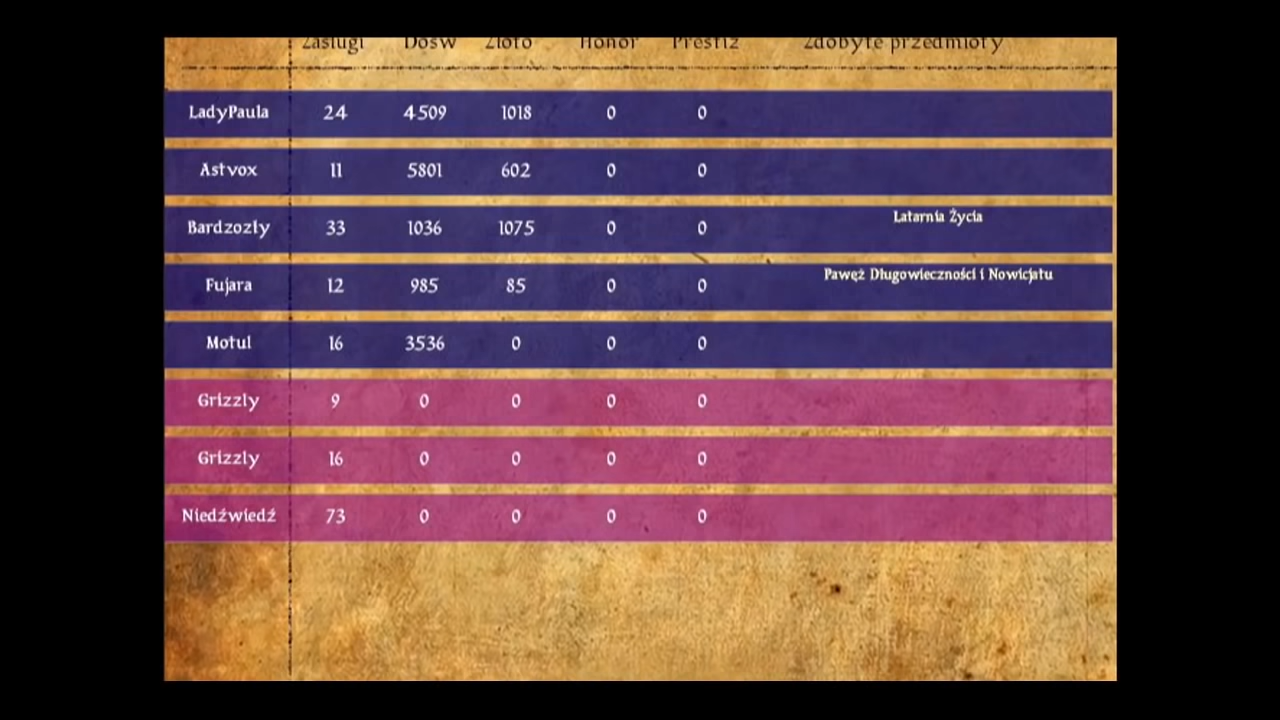 Zasługi Dośw Złoto Honor Prestiż Zdobyte przedmioty
LadyPaula 24 4509 1018 0 0
Astvox 11 5801 602 0 0
Bardzozły 33 1036 1075 0 0 Latarnia Życia
Fujara 12 985 85 0 0 Pawęż Długowieczności i Nowicjatu
Motul 16 3536 0 0 0
Grizzly 9 0 0 0 0
Grizzly 16 0 0 0 0
Niedźwiedź 73 0 0 0 0